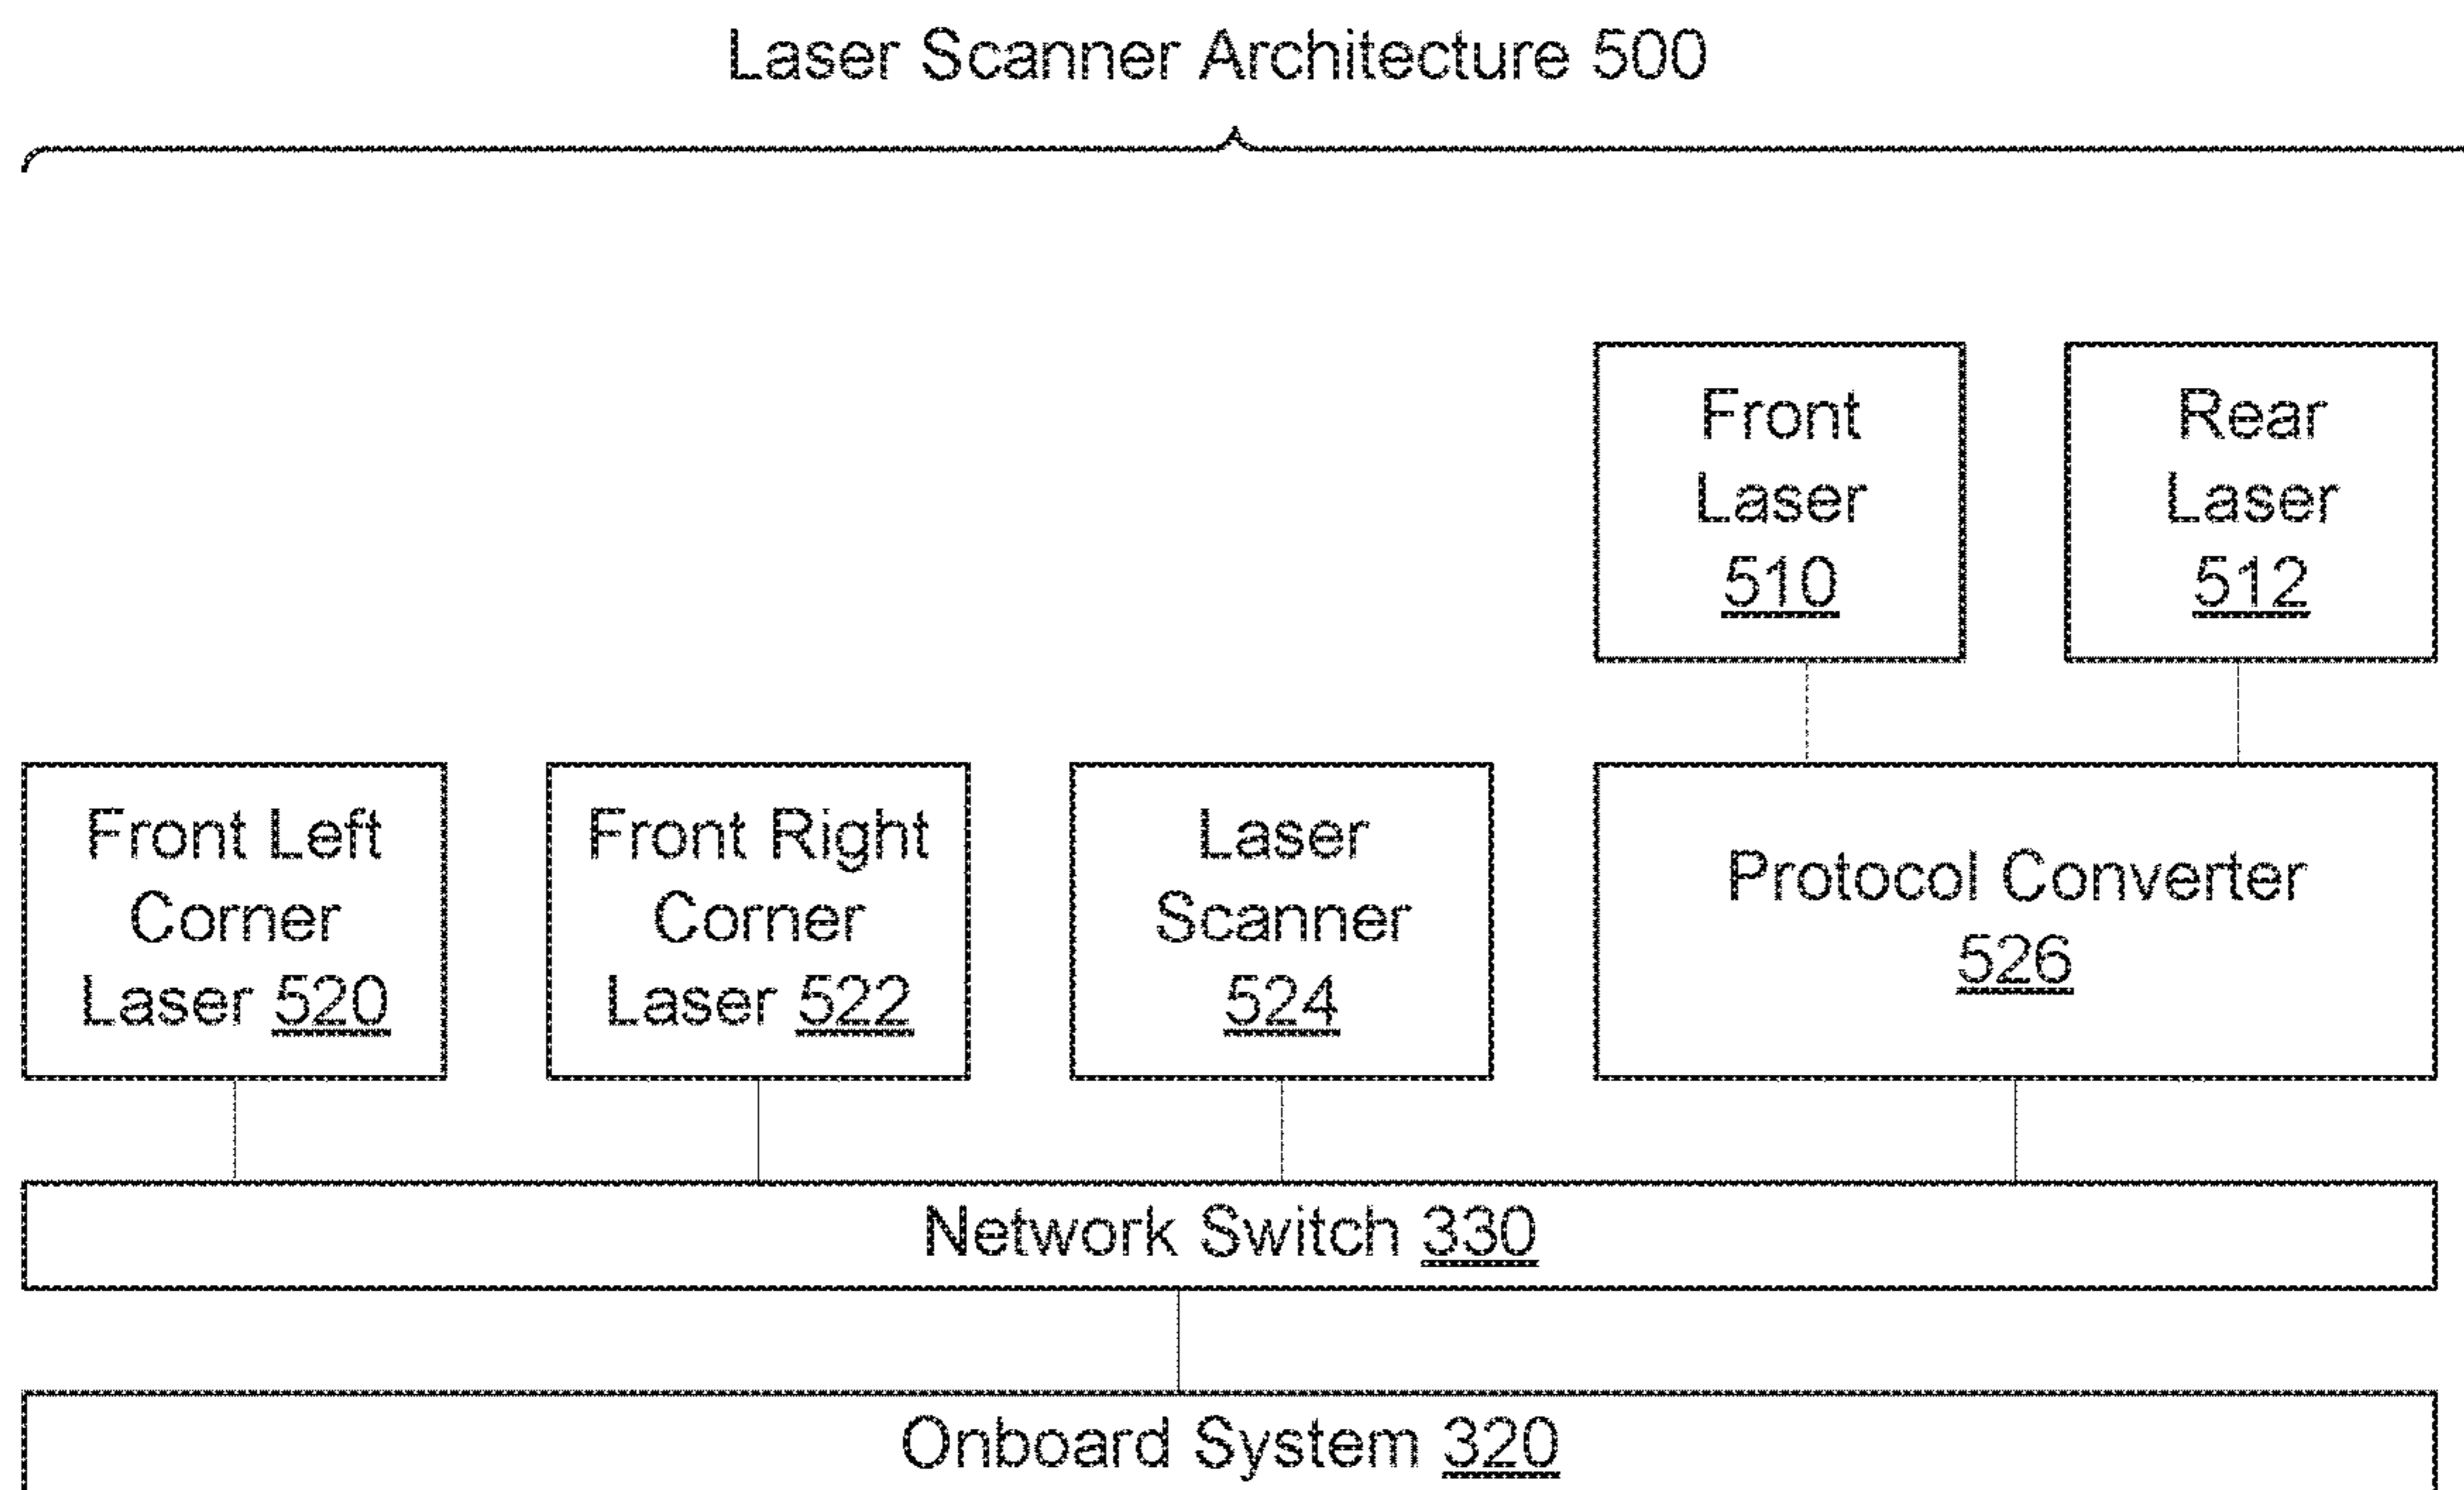 Laser Scanner Architecture 500
Front
Laser
510
Rear
Laser
512
Front Left
Corner
Laser 520
Front Right
Corner
Laser 522
Laser
Scanner
524
Protocol Converter
526
Network Switch 330
Onboard System 320